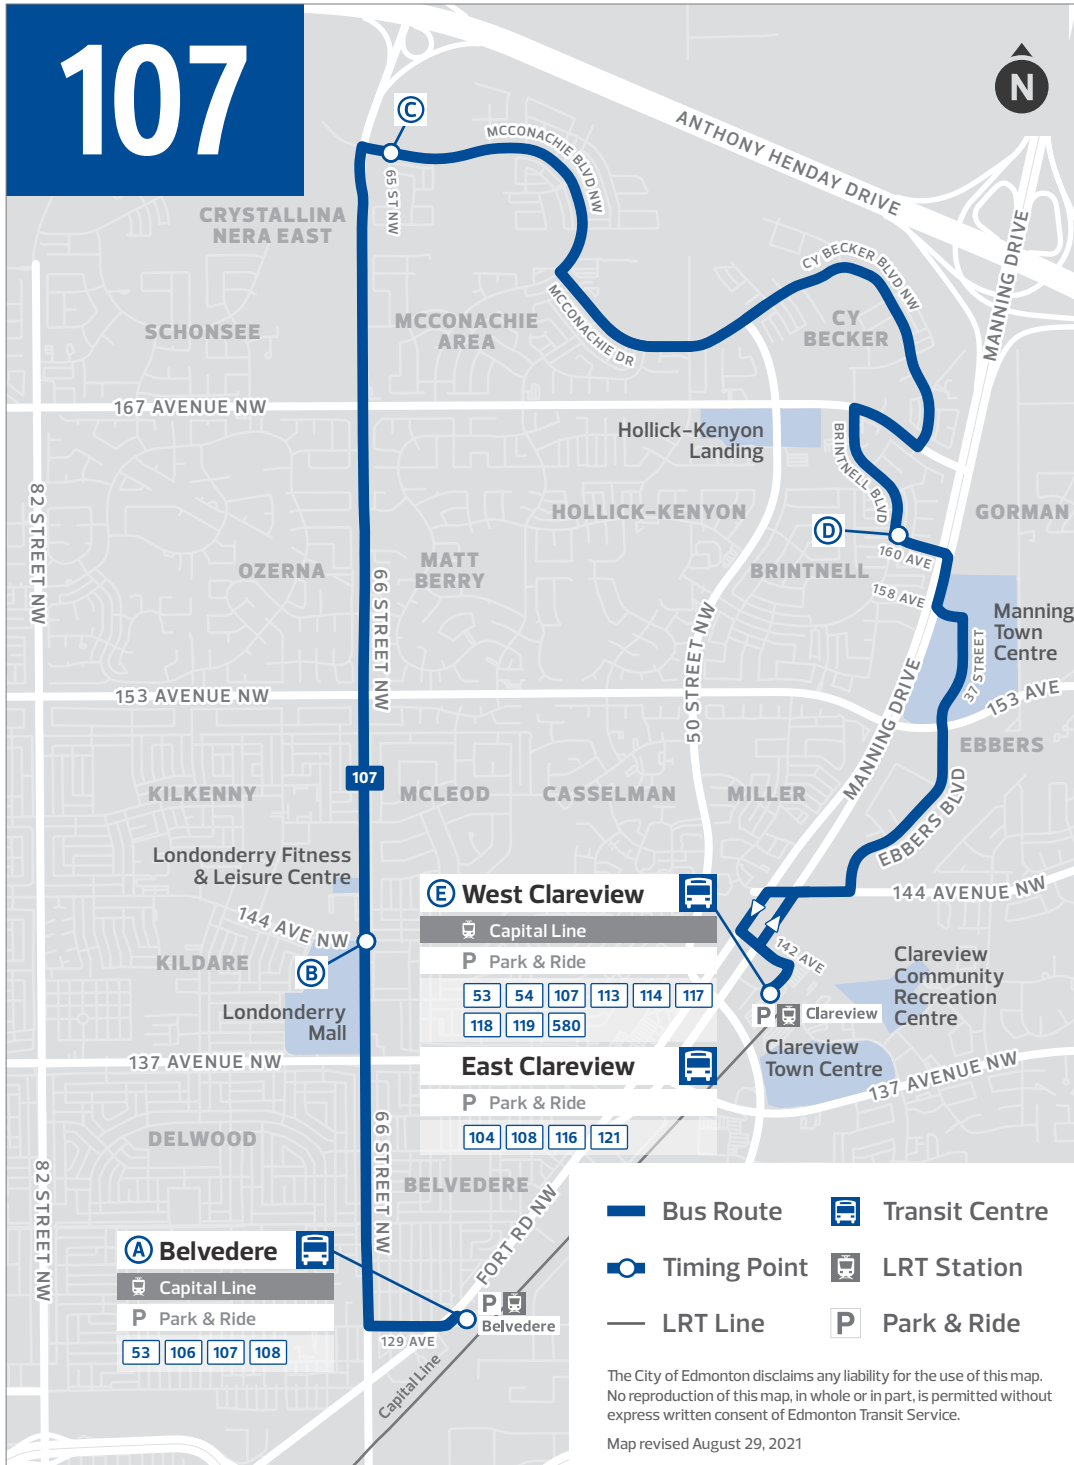 107
N
C
MCCONACHIE BLVD NW
ANTHONY HENDAY DRIVE
65 ST NW
CRYSTALLINA
NERA EAST
MANNING DRIVE
CY BECKER BLVD NW
MCCONACHIE DR
SCHONSEE
MCCONACHIE
AREA
CY
BECKER
167 AVENUE NW
Hollick-Kenyon
Landing
BRINTNELL BLVD
82 STREET NW
HOLLICK-KENYON
GORMAN
D
160 AVE
OZERNA
MATT
BERRY
BRINTNELL
66 STREET NW
158 AVE
Manning
Town
Centre
50 STREET NW
37 STREET
153 AVENUE NW
153 AVE
MANNING DRIVE
EBBERS
107
KILKENNY
MCLEOD
CASSELMAN
MILLER
EBBERS BLVD
Londonderry Fitness
& Leisure Centre
144 AVENUE NW
E West Clareview
Capital Line
P Park & Ride
53 54 107 113 114 117
118 119 580
144 AVE NW
142 AVE
KILDARE
B
Clareview
Community
Recreation
Centre
Londonderry
Mall
P Clareview
Clareview
Town Centre
137 AVENUE NW
137 AVENUE NW
East Clareview
P Park & Ride
104 108 116 121
DELWOOD
66 STREET NW
BELVEDERE
82 STREET NW
FORT RD NW
A Belvedere
Capital Line
P Park & Ride
53 106 107 108
P
Belvedere
129 AVE
Capital Line
Bus Route
Transit Centre
Timing Point
LRT Station
LRT Line
P Park & Ride
The City of Edmonton disclaims any liability for the use of this map.
No reproduction of this map, in whole or in part, is permitted without
express written consent of Edmonton Transit Service.
Map revised August 29, 2021